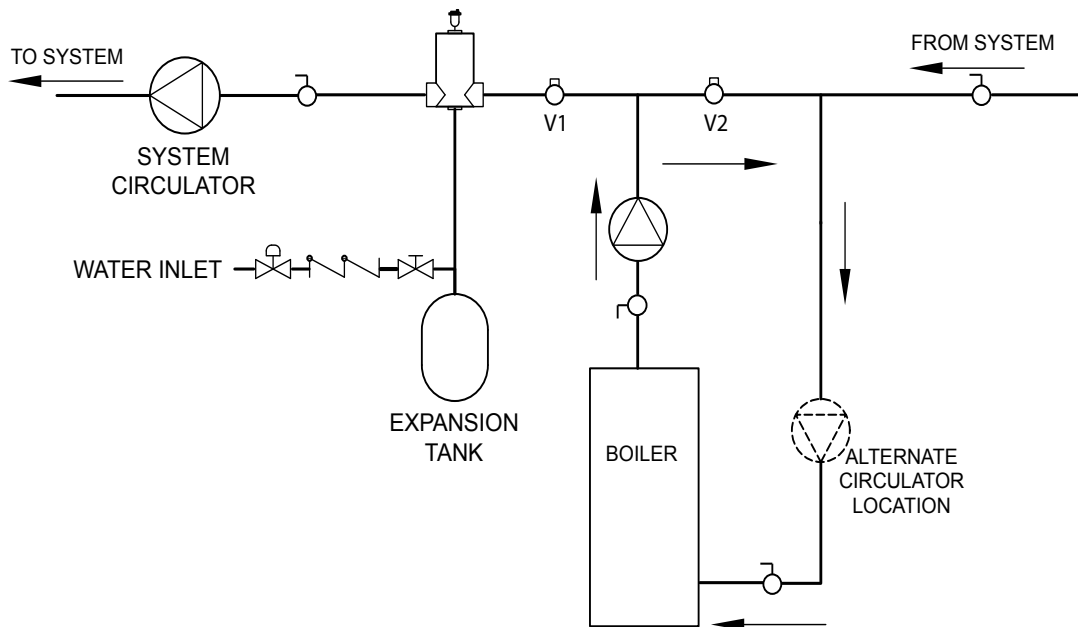 TO SYSTEM
FROM SYSTEM
V1
V2
SYSTEM
CIRCULATOR
WATER INLET
EXPANSION
TANK
BOILER
ALTERNATE
CIRCULATOR
LOCATION